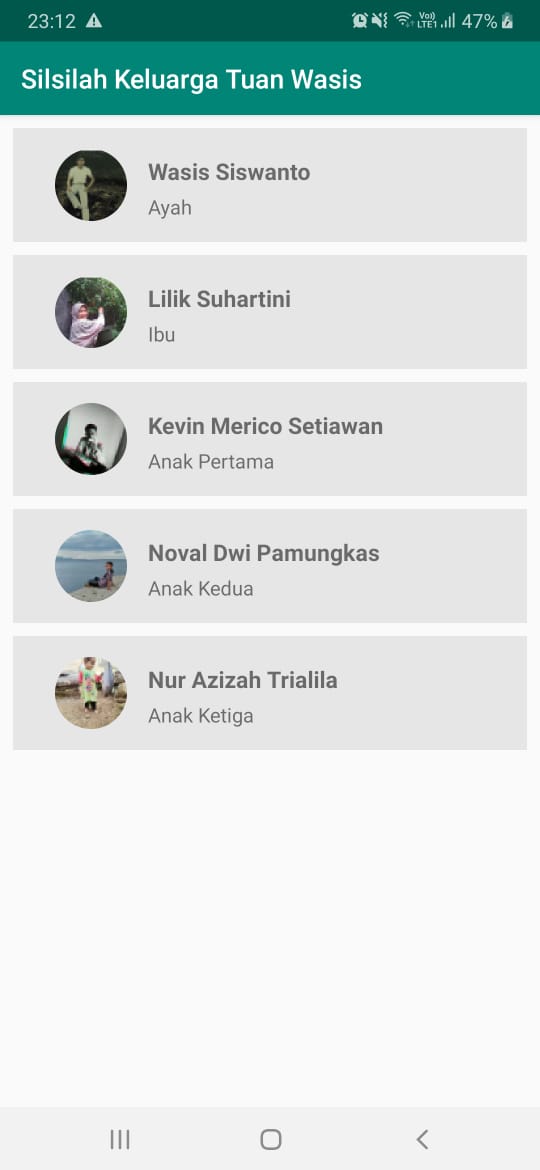 23:12 Vo)) LTE1 47%
Silsilah Keluarga Tuan Wasis
Wasis Siswanto
Ayah
Lilik Suhartini
Ibu
Kevin Merico Setiawan
Anak Pertama
Noval Dwi Pamungkas
Anak Kedua
Nur Azizah Trialila
Anak Ketiga